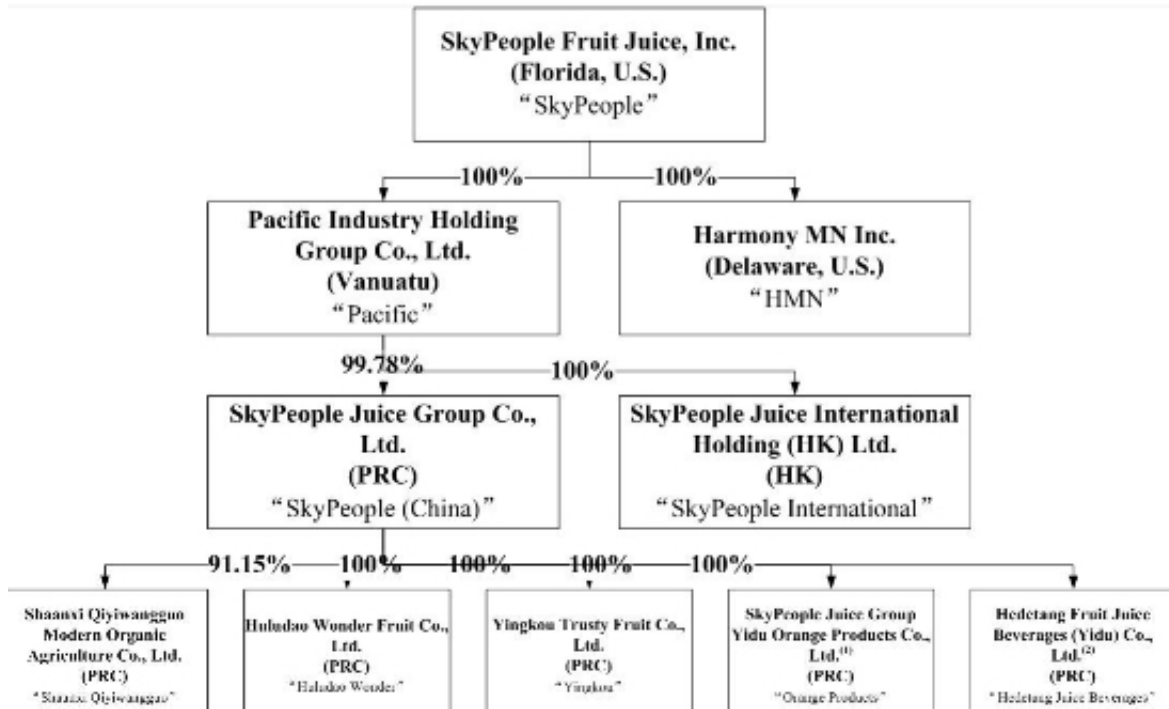 SkyPeople Fruit Juice, Inc.
(Florida, U.S.)
“SkyPeople”
100%
100%
Pacific Industry Holding
Group Co., Ltd.
(Vanuatu)
“Pacific”
Harmony MN Inc.
(Delaware, U.S.)
“HMN”
99.78%
100%
SkyPeople Juice Group Co.,
Ltd.
(PRC)
“SkyPeople (China)”
SkyPeople Juice International
Holding (HK) Ltd.
(HK)
“SkyPeople International”
91.15%
100%
100%
100%
100%
Shaanxi Qiyiwangguo
Modern Organic
Agriculture Co., Ltd.
(PRC)
“Shaanxi Qiyiwangguo”
Huludao Wonder Fruit Co.,
Ltd.
(PRC)
“Huludao Wonder”
Yingkou Trusty Fruit Co.,
Ltd.
(PRC)
“Yingkou”
SkyPeople Juice Group
Yidu Orange Products Co.,
Ltd.(1)
(PRC)
“Orange Products”
Hedetang Fruit Juice
Beverages (Yidu) Co.,
Ltd.(2)
(PRC)
“Hedetang Juice Beverages”